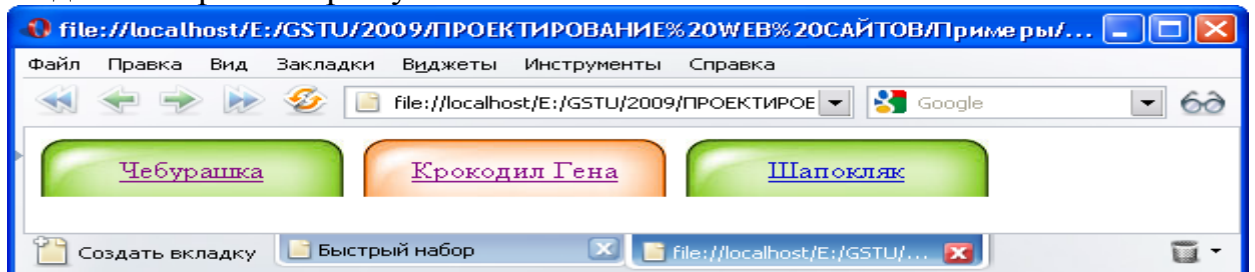 file://localhost/E:/GSTU/2009/ПРОЕКТИРОВАНИЕ%20WEB%20САЙТОВ/Примеры/...
Файл Правка Вид Закладки Виджеты Инструменты Справка
file://localhost/E:/GSTU/2009/ПРОЕКТИРОЕ Google
Чебурашка Крокодил Гена Шапокляк
Создать вкладку Быстрый набор file://localhost/E:/GSTU/...